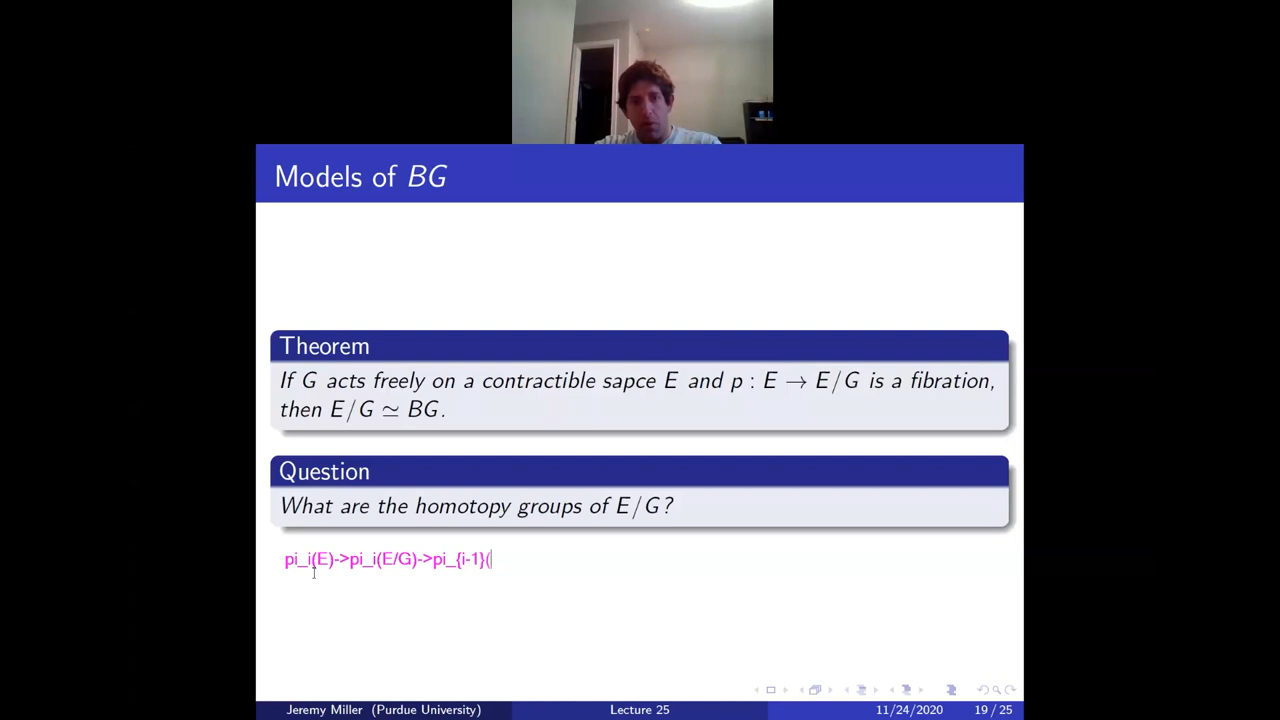 Models of BG
Theorem
If G acts freely on a contractible sapce E and p : E → E/G is a fibration,
then E/G ≃ BG.
Question
What are the homotopy groups of E/G?
pi_i(E)->pi_i(E/G)->pi_{i-1}(
Jeremy Miller (Purdue University) Lecture 25 11/24/2020 19 / 25